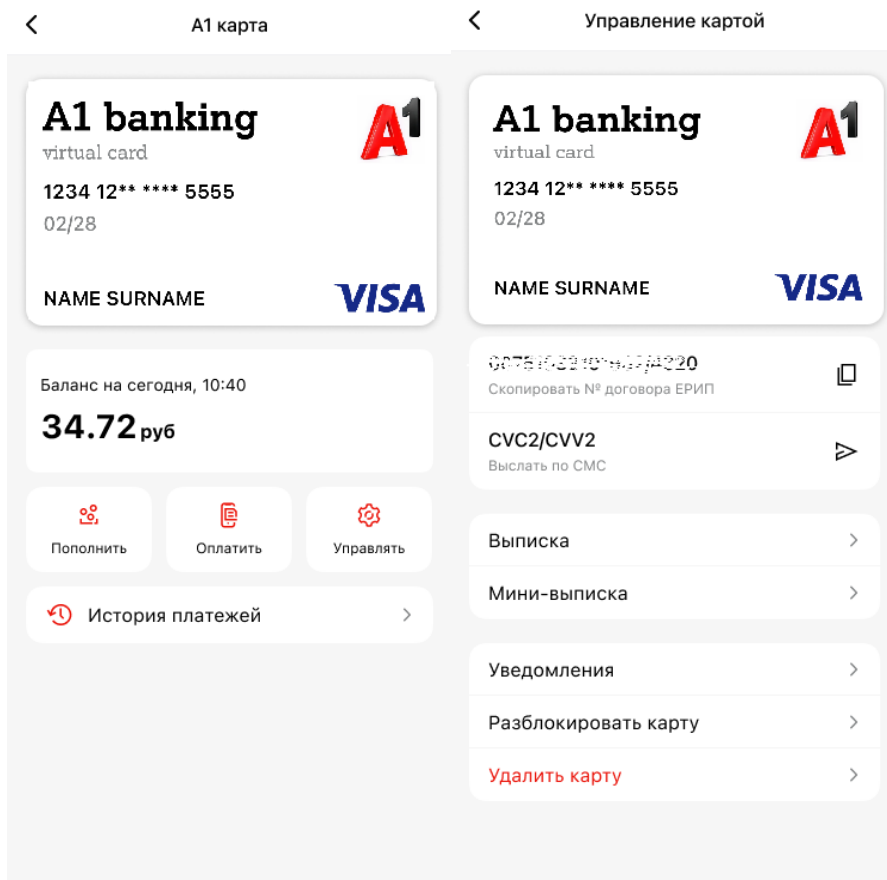 А1 карта
A1 banking
A1
virtual card
1234 12** **** 5555
02/28
NAME SURNAME
VISA
Баланс на сегодня, 10:40
34.72 руб
Пополнить
Оплатить
Управлять
История платежей
Управление картой
A1 banking
A1
virtual card
1234 12** **** 5555
02/28
NAME SURNAME
VISA
Скопировать № договора ЕРИП
CVC2/CVV2
Выслать по СМС
Выписка
Мини-выписка
Уведомления
Разблокировать карту
Удалить карту